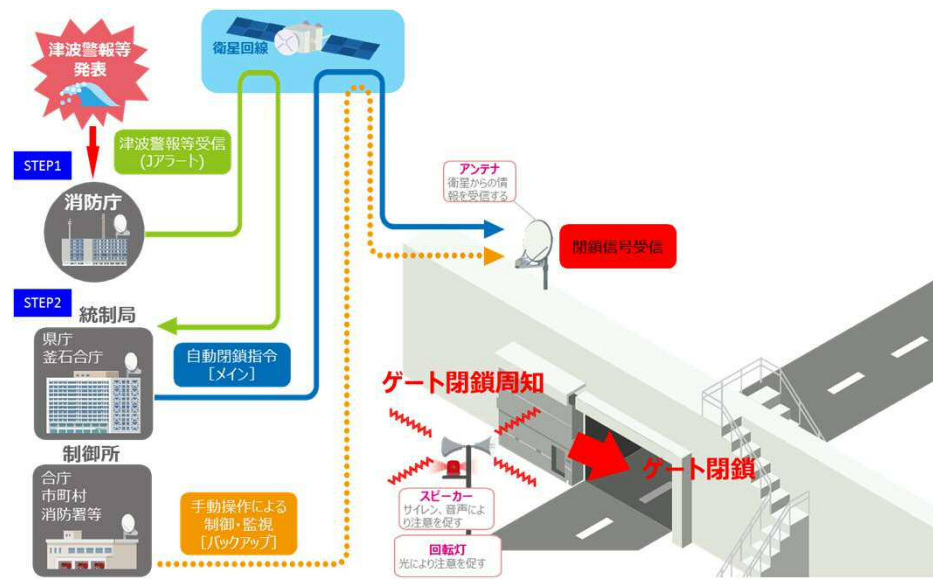 津波警報等
発表
衛星回線
津波警報等受信
(Jアラート)
STEP1
消防庁
アンテナ
衛星からの情
報を受信する
閉鎖信号受信
STEP2
統制局
県庁
釜石合庁
自動閉鎖指令
[メイン]
ゲート閉鎖周知
ゲート閉鎖
制御所
合庁
市町村
消防署等
手動操作による
制御・監視
[バックアップ]
スピーカー
サイレン、音声によ
り注意を促す
回転灯
光により注意を促す